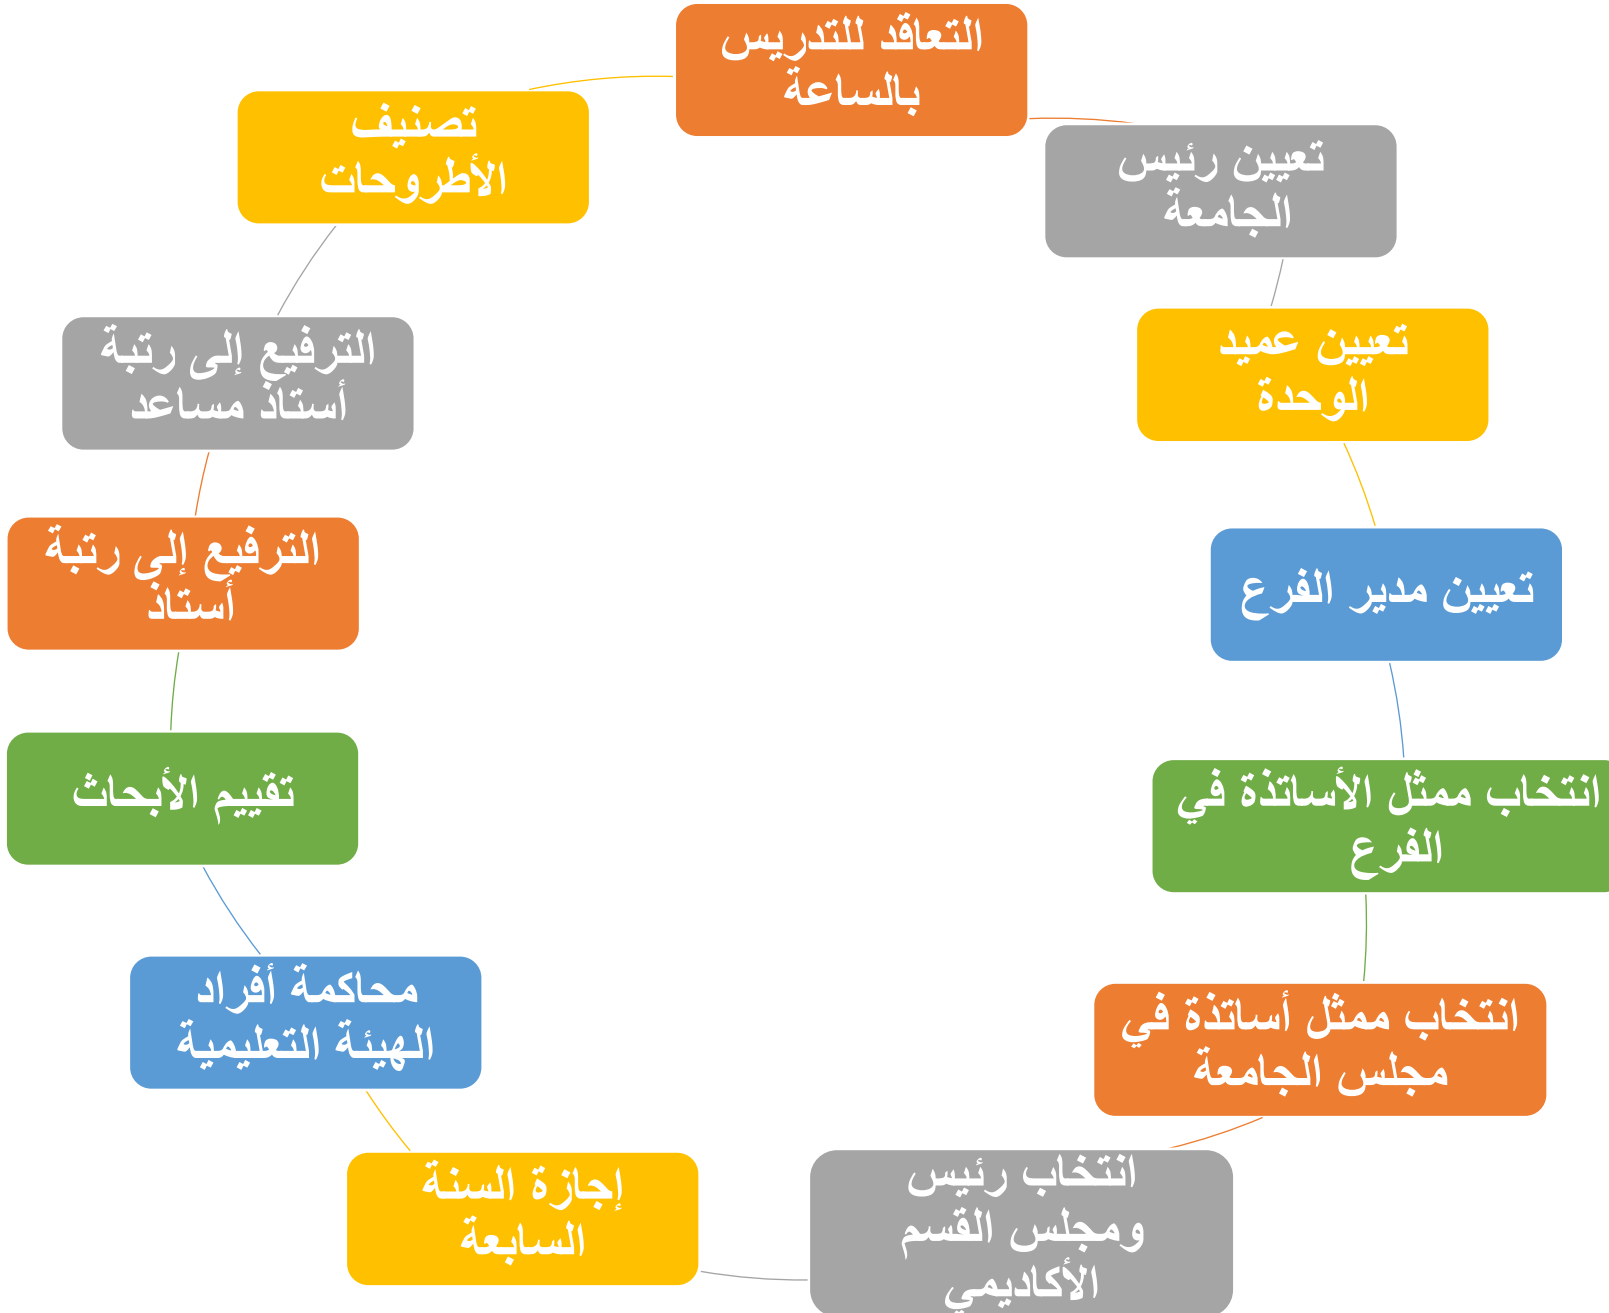 التعاقد للتدريس
بالساعة
تعيين رئيس
الجامعة
تعيين عميد
الوحدة
تعيين مدير الفرع
انتخاب ممثل الأساتذة في
الفرع
انتخاب ممثل أساتذة في
مجلس الجامعة
انتخاب رئيس
ومجلس القسم
الأكاديمي
إجازة السنة
السابعة
محاكمة أفراد
الهيئة التعليمية
تقييم الأبحاث
الترفيع إلى رتبة
أستاذ
الترفيع إلى رتبة
أستاذ مساعد
تصنيف
الأطروحات